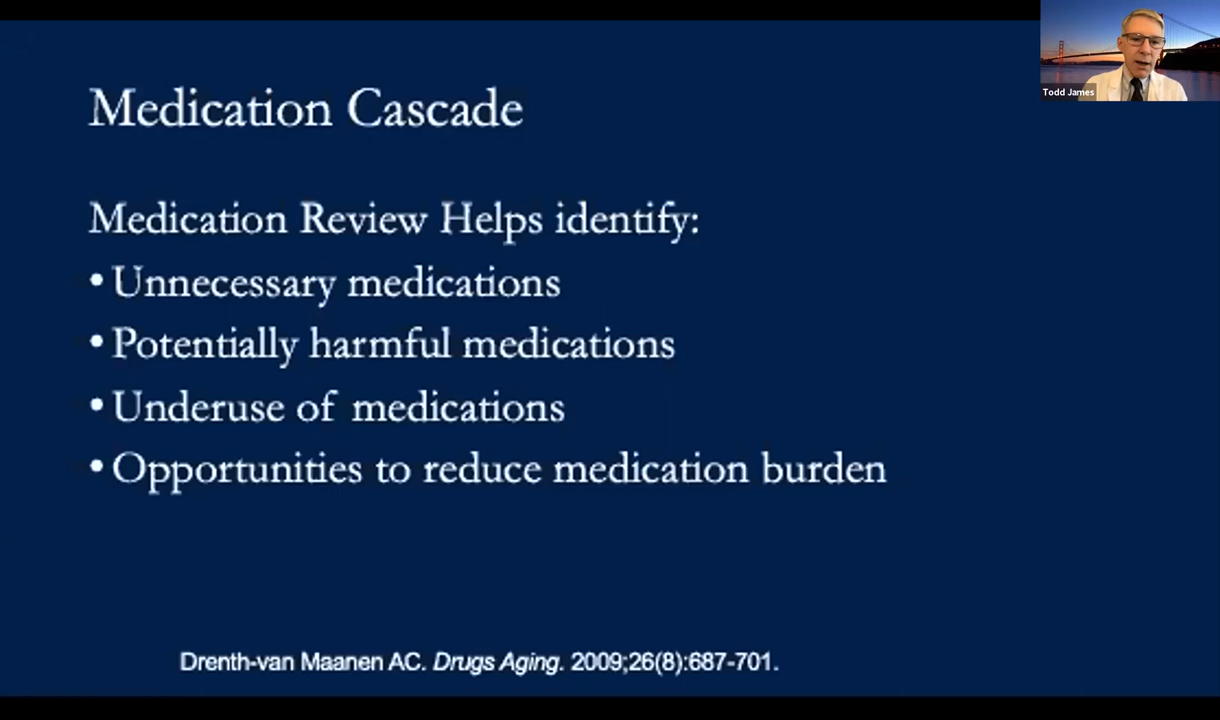 Medication Cascade
Todd James
Medication Review Helps identify:
• Unnecessary medications
• Potentially harmful medications
• Underuse of medications
• Opportunities to reduce medication burden
Drenth-van Maanen AC. Drugs Aging. 2009;26(8):687-701.